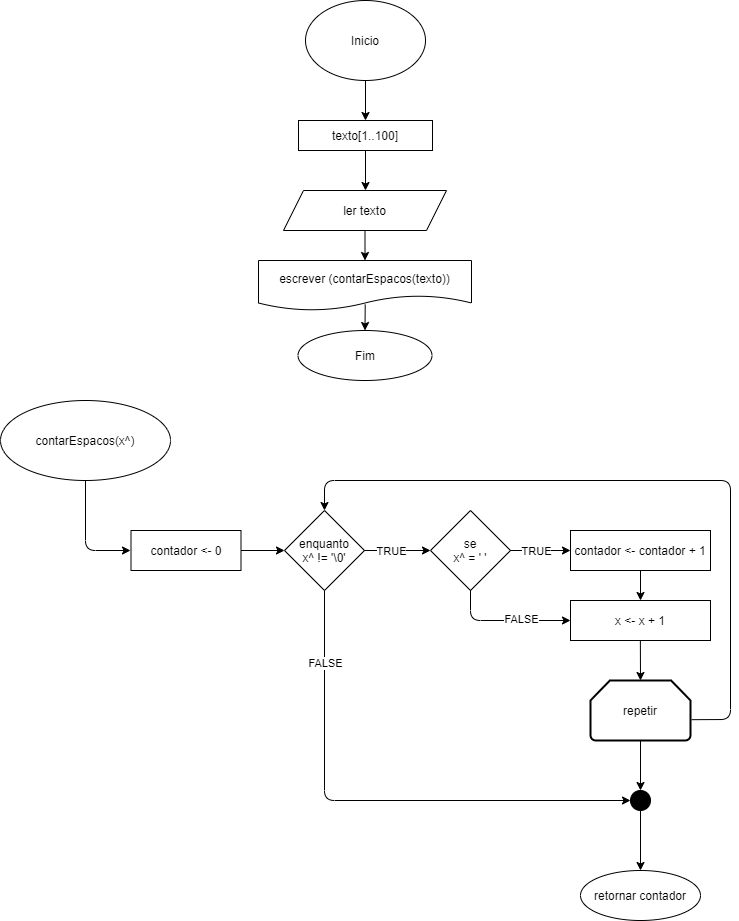 Inicio
texto[1..100]
ler texto
escrever (contarEspacos(texto))
Fim
contarEspacos(x^)
contador <- 0
enquanto
x^ != '\0'
TRUE
se
x^ = ' '
TRUE
contador <- contador + 1
FALSE
x <- x + 1
FALSE
repetir
retornar contador